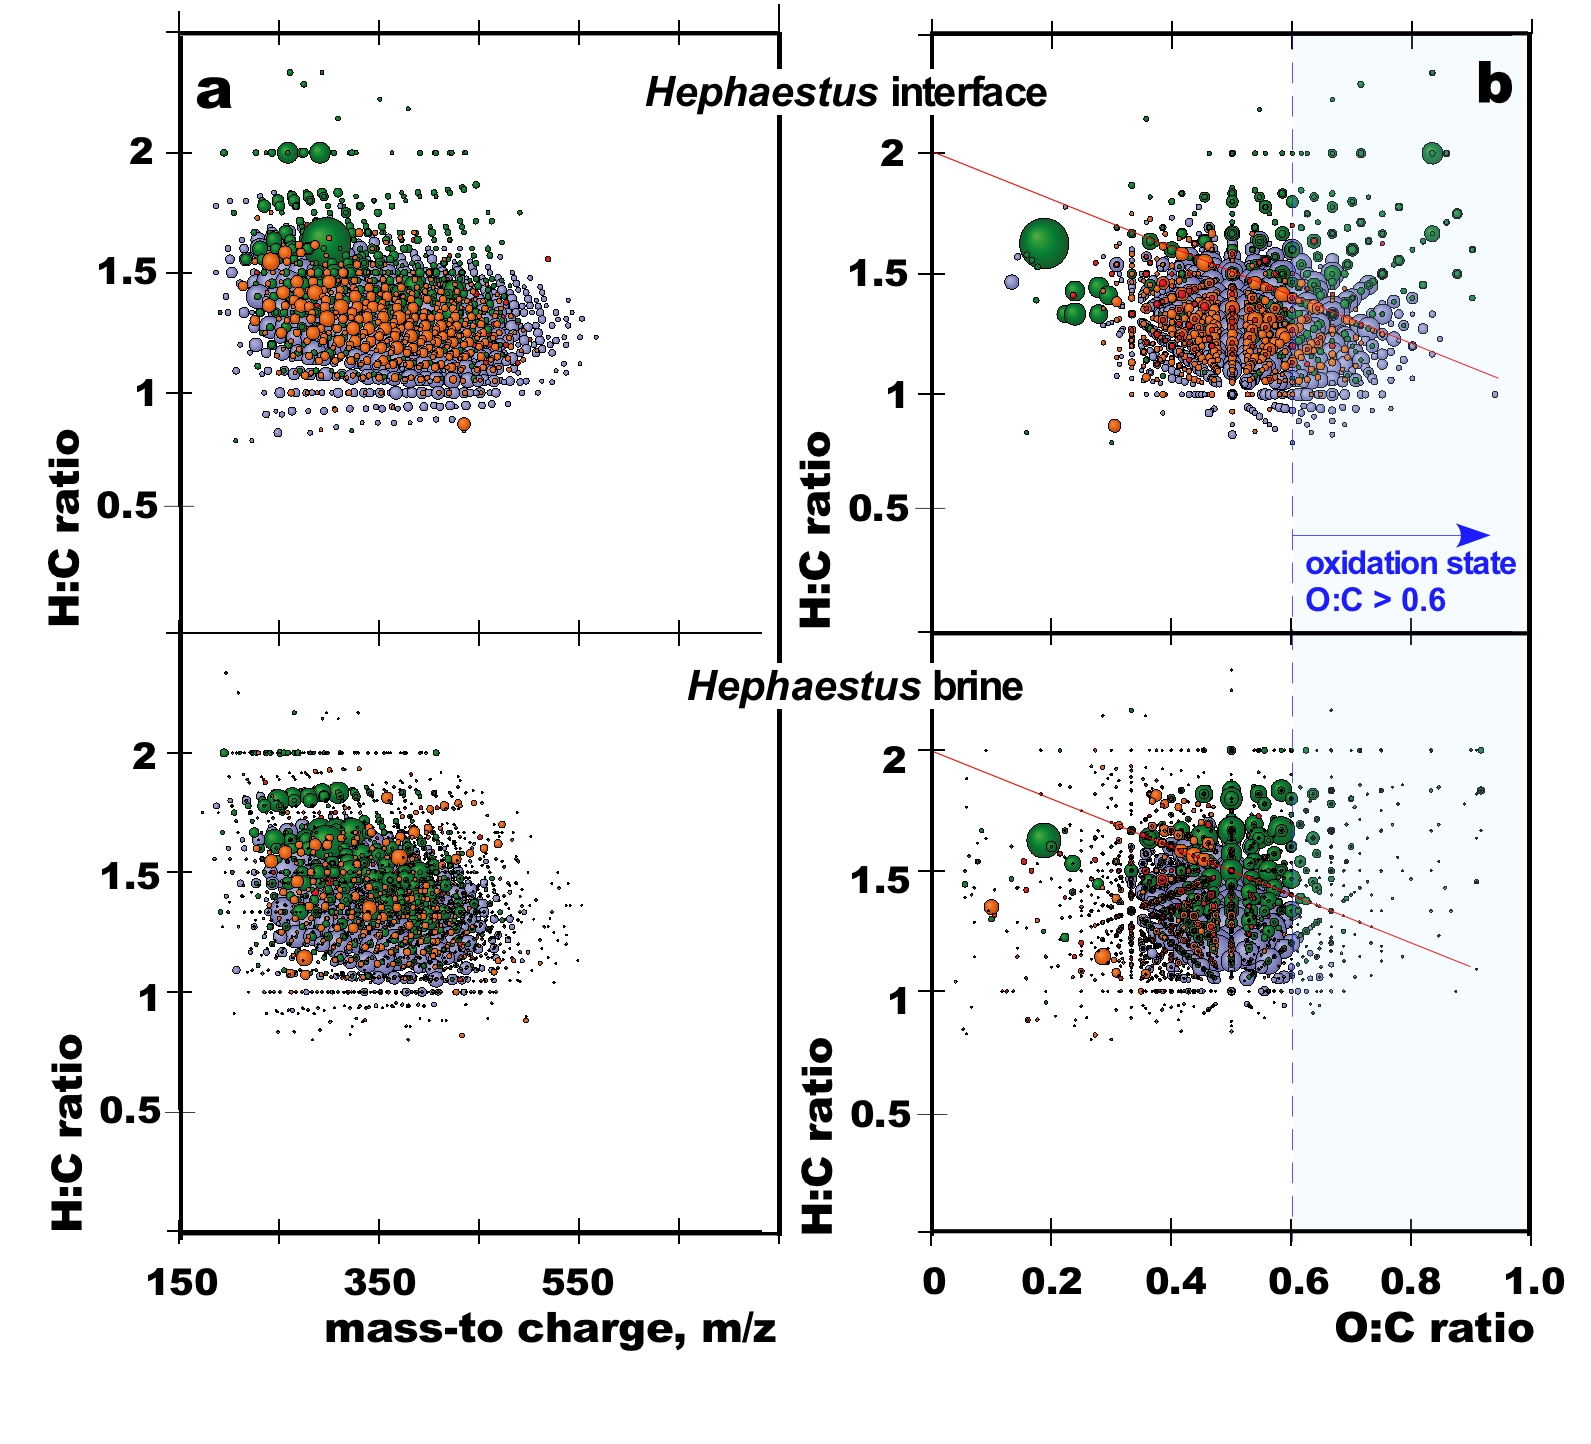 a
Hephaestus interface
b
2
1.5
1
0.5
H:C ratio
2
1.5
1
0.5
H:C ratio
oxidation state
O:C > 0.6
Hephaestus brine
2
1.5
1
0.5
H:C ratio
2
1.5
1
0.5
H:C ratio
150 350 550
mass-to charge, m/z
0 0.2 0.4 0.6 0.8 1.0
O:C ratio